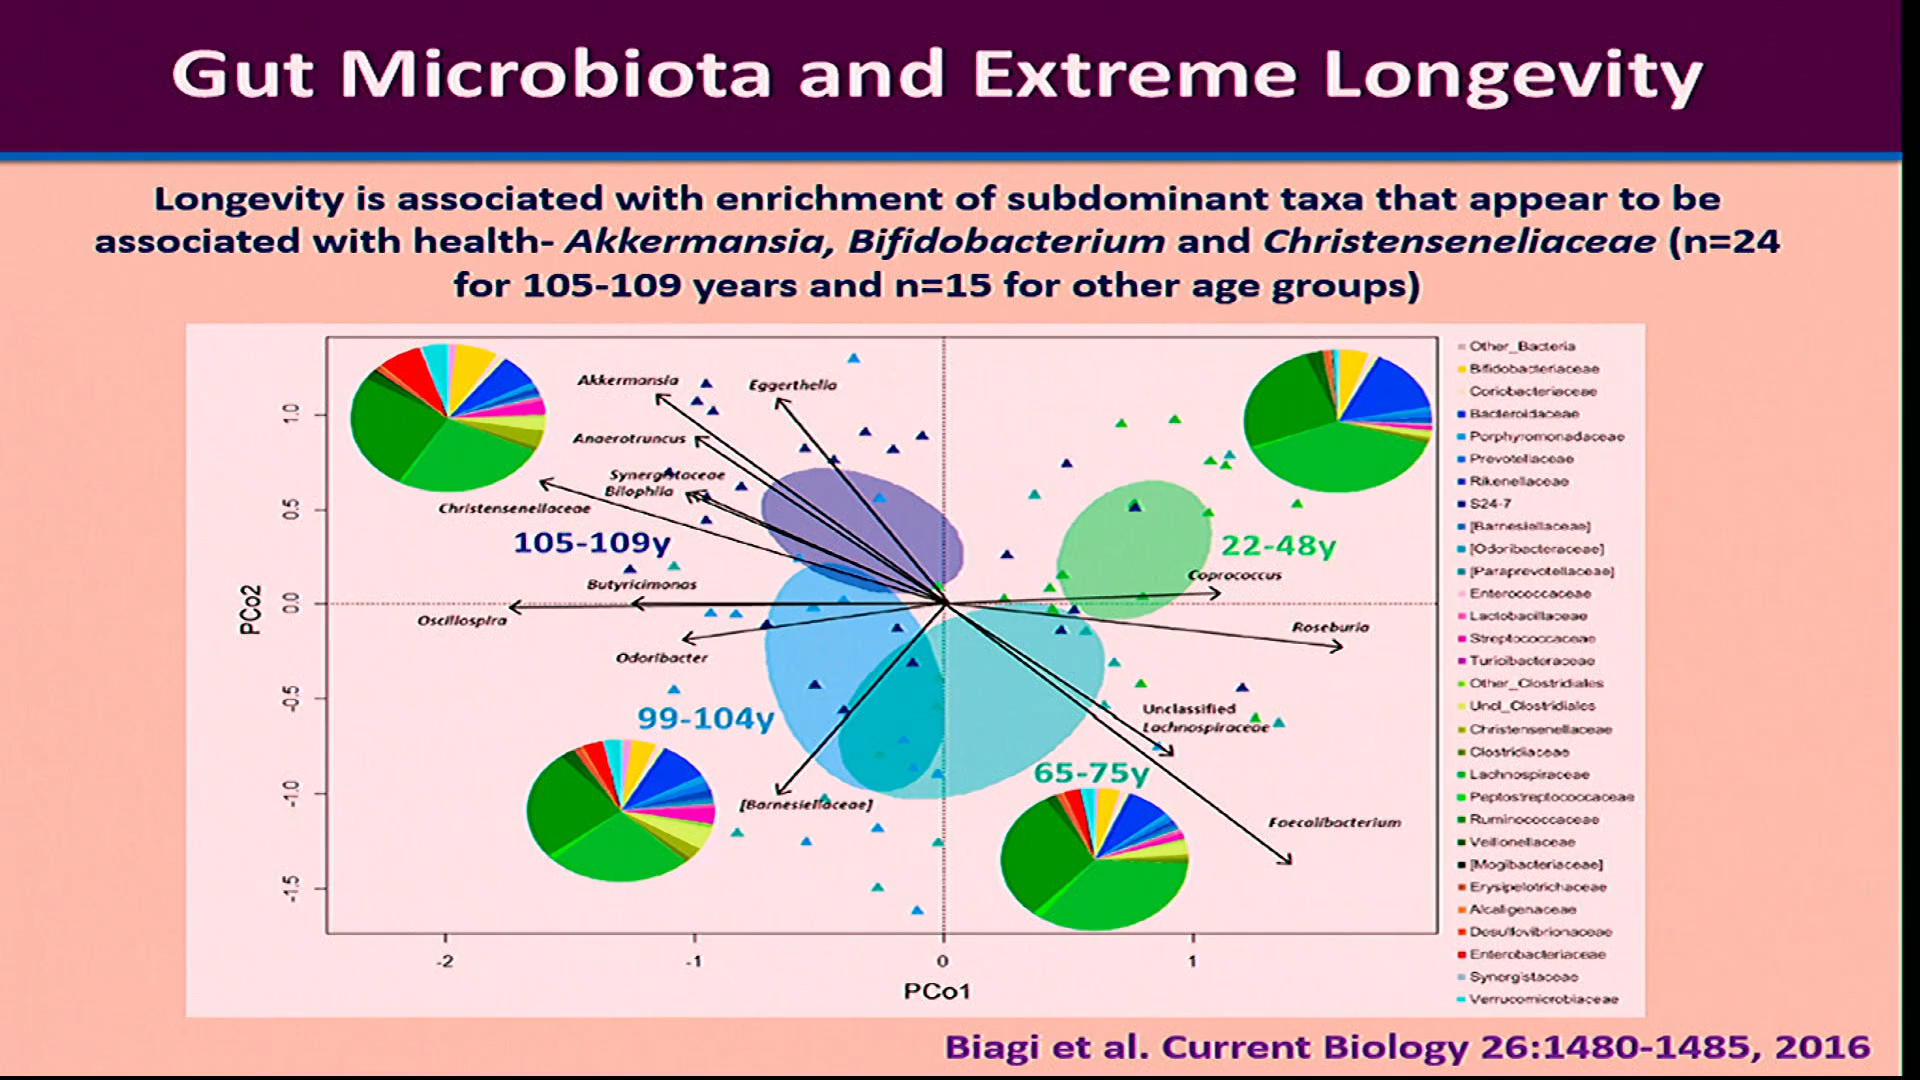 Gut Microbiota and Extreme Longevity
Longevity is associated with enrichment of subdominant taxa that appear to be
associated with health- Akkermansia, Bifidobacterium and Christenseneliaceae (n=24
for 105-109 years and n=15 for other age groups)
Akkermansia
Eggerthella
Anaerotruncus
Synergistaceae
Bilophila
Christensenellaceae
105-109y
22-48y
Butyricimonas
Coprococcus
Oscillospira
Roseburia
Odoribacter
99-104y
Unclassified
Lachnospiraceae
65-75y
[Barnesiellaceae]
Faecalibacterium
PCo2
1.0
0.5
0.0
-0.5
-1.0
-1.5
-2
-1
0
1
PCo1
Other_Bacteria
Bifidobacteriaceae
Coriobacteriaceae
Bacteroidaceae
Porphyromonadaceae
Prevotellaceae
Rikenellaceae
S24-7
[Barnesiellaceae]
[Odoribacteraceae]
[Paraprevotellaceae]
Enterococcaceae
Lactobacillaceae
Streptococcaceae
Turicibacteraceae
Other_Clostridiales
Uncl_Clostridiales
Christensenellaceae
Clostridiaceae
Lachnospiraceae
Peptostreptococcaceae
Ruminococcaceae
Veillonellaceae
[Mogibacteriaceae]
Erysipelotrichaceae
Alcaligenaceae
Desulfovibrionaceae
Enterobacteriaceae
Synergistaceae
Verrucomicrobiaceae
Biagi et al. Current Biology 26:1480-1485, 2016